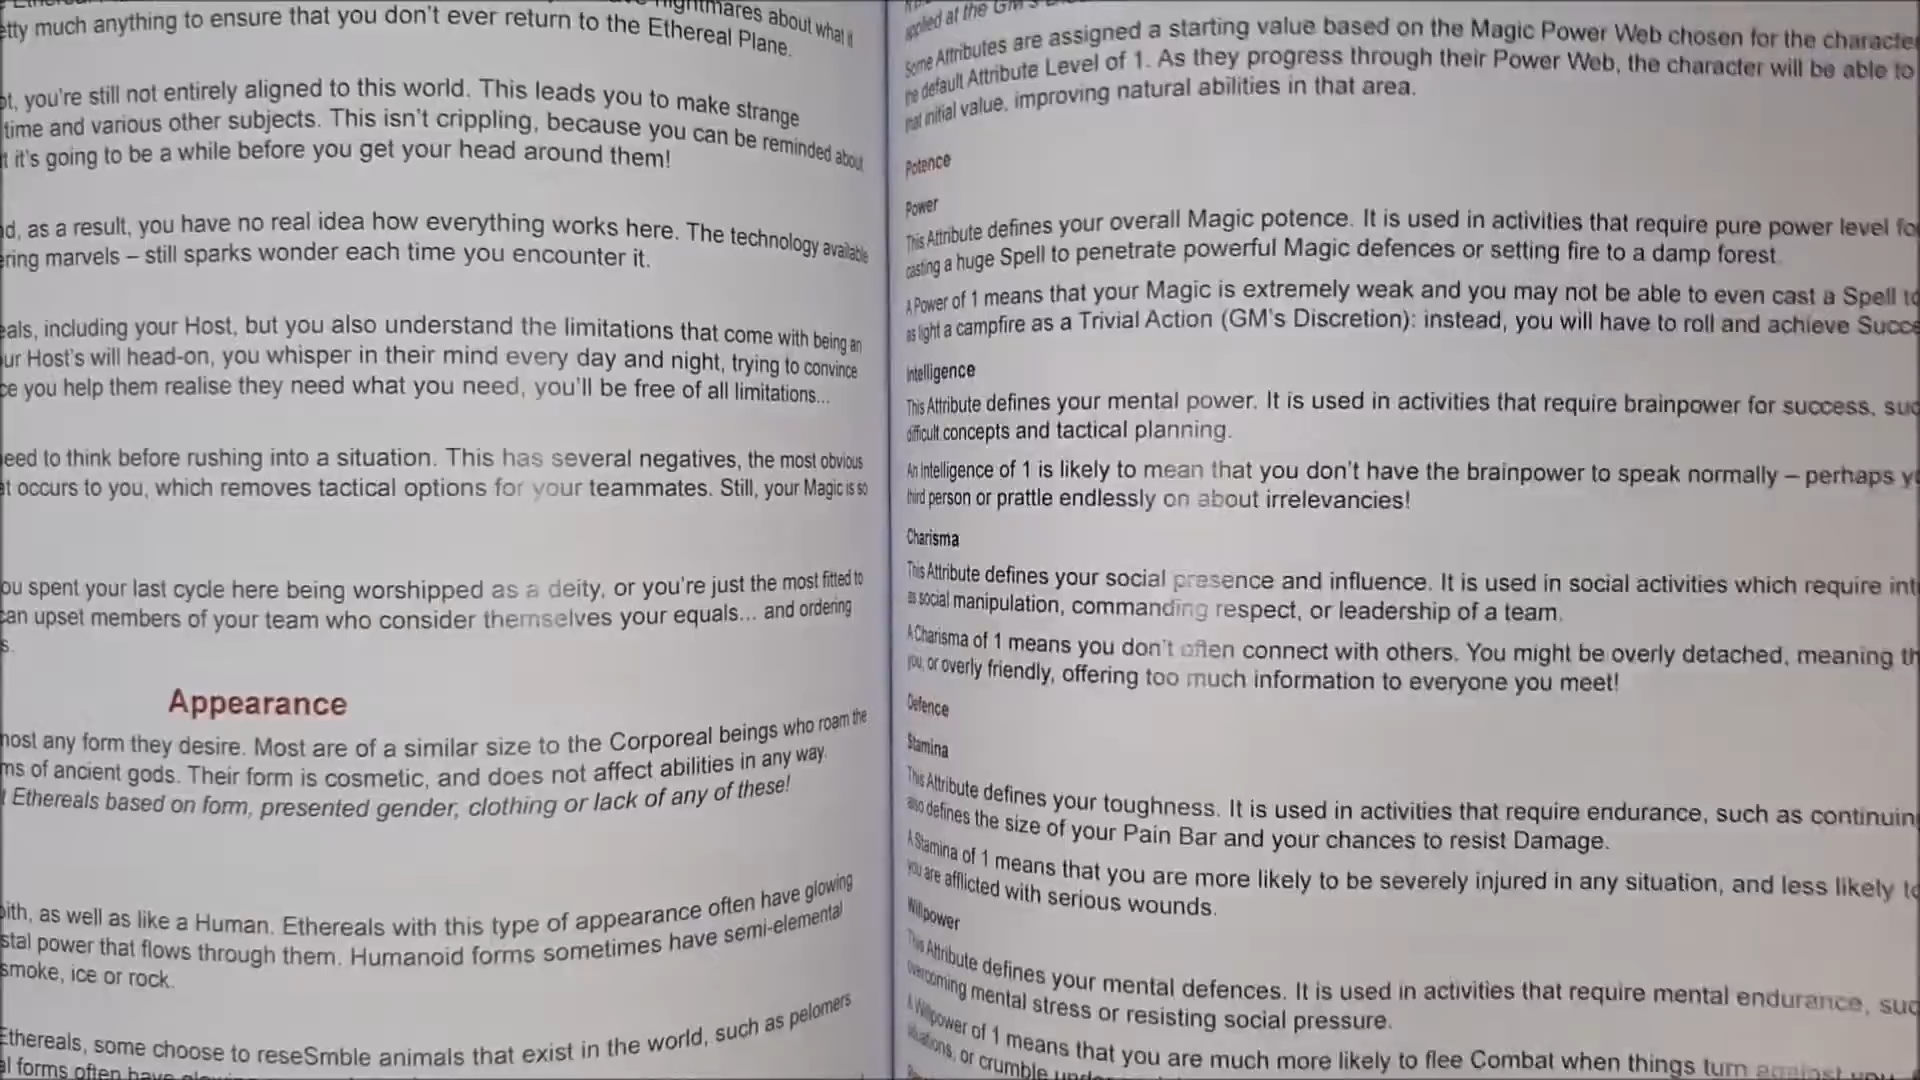 nightmares about what it
etty much anything to ensure that you don't ever return to the Ethereal Plane.
ot, you're still not entirely aligned to this world. This leads you to make strange
time and various other subjects. This isn't crippling, because you can be reminded about
it's going to be a while before you get your head around them!
d, as a result, you have no real idea how everything works here. The technology available
ring marvels – still sparks wonder each time you encounter it.
eals, including your Host, but you also understand the limitations that come with being an
ur Host's will head-on, you whisper in their mind every day and night, trying to convince
ce you help them realise they need what you need, you'll be free of all limitations...
eed to think before rushing into a situation. This has several negatives, the most obvious
at occurs to you, which removes tactical options for your teammates. Still, your Magic is so
ou spent your last cycle here being worshipped as a deity, or you're just the most fitted to
can upset members of your team who consider themselves your equals... and ordering
s.
Appearance
most any form they desire. Most are of a similar size to the Corporeal beings who roam the
ms of ancient gods. Their form is cosmetic, and does not affect abilities in any way.
t Ethereals based on form, presented gender, clothing or lack of any of these!
ith, as well as like a Human. Ethereals with this type of appearance often have glowing
stal power that flows through them. Humanoid forms sometimes have semi-elemental
smoke, ice or rock.
Ethereals, some choose to reseSmble animals that exist in the world, such as pelomers
al forms often have
applied at the GM's
Some Attributes are assigned a starting value based on the Magic Power Web chosen for the character
the default Attribute Level of 1. As they progress through their Power Web, the character will be able to
that initial value, improving natural abilities in that area.
Potence
Power
This Attribute defines your overall Magic potence. It is used in activities that require pure power level fo
casting a huge Spell to penetrate powerful Magic defences or setting fire to a damp forest.
A Power of 1 means that your Magic is extremely weak and you may not be able to even cast a Spell to
as light a campfire as a Trivial Action (GM's Discretion): instead, you will have to roll and achieve Succe
Intelligence
This Attribute defines your mental power. It is used in activities that require brainpower for success, suc
difficult concepts and tactical planning.
An Intelligence of 1 is likely to mean that you don't have the brainpower to speak normally – perhaps yo
third person or prattle endlessly on about irrelevancies!
Charisma
This Attribute defines your social presence and influence. It is used in social activities which require int
as social manipulation, commanding respect, or leadership of a team.
A Charisma of 1 means you don't often connect with others. You might be overly detached, meaning th
you, or overly friendly, offering too much information to everyone you meet!
Defence
Stamina
This Attribute defines your toughness. It is used in activities that require endurance, such as continuin
also defines the size of your Pain Bar and your chances to resist Damage.
A Stamina of 1 means that you are more likely to be severely injured in any situation, and less likely to
you are afflicted with serious wounds.
Willpower
This Attribute defines your mental defences. It is used in activities that require mental endurance, suc
overcoming mental stress or resisting social pressure.
A Willpower of 1 means that you are much more likely to flee Combat when things turn against you
situations, or crumble under